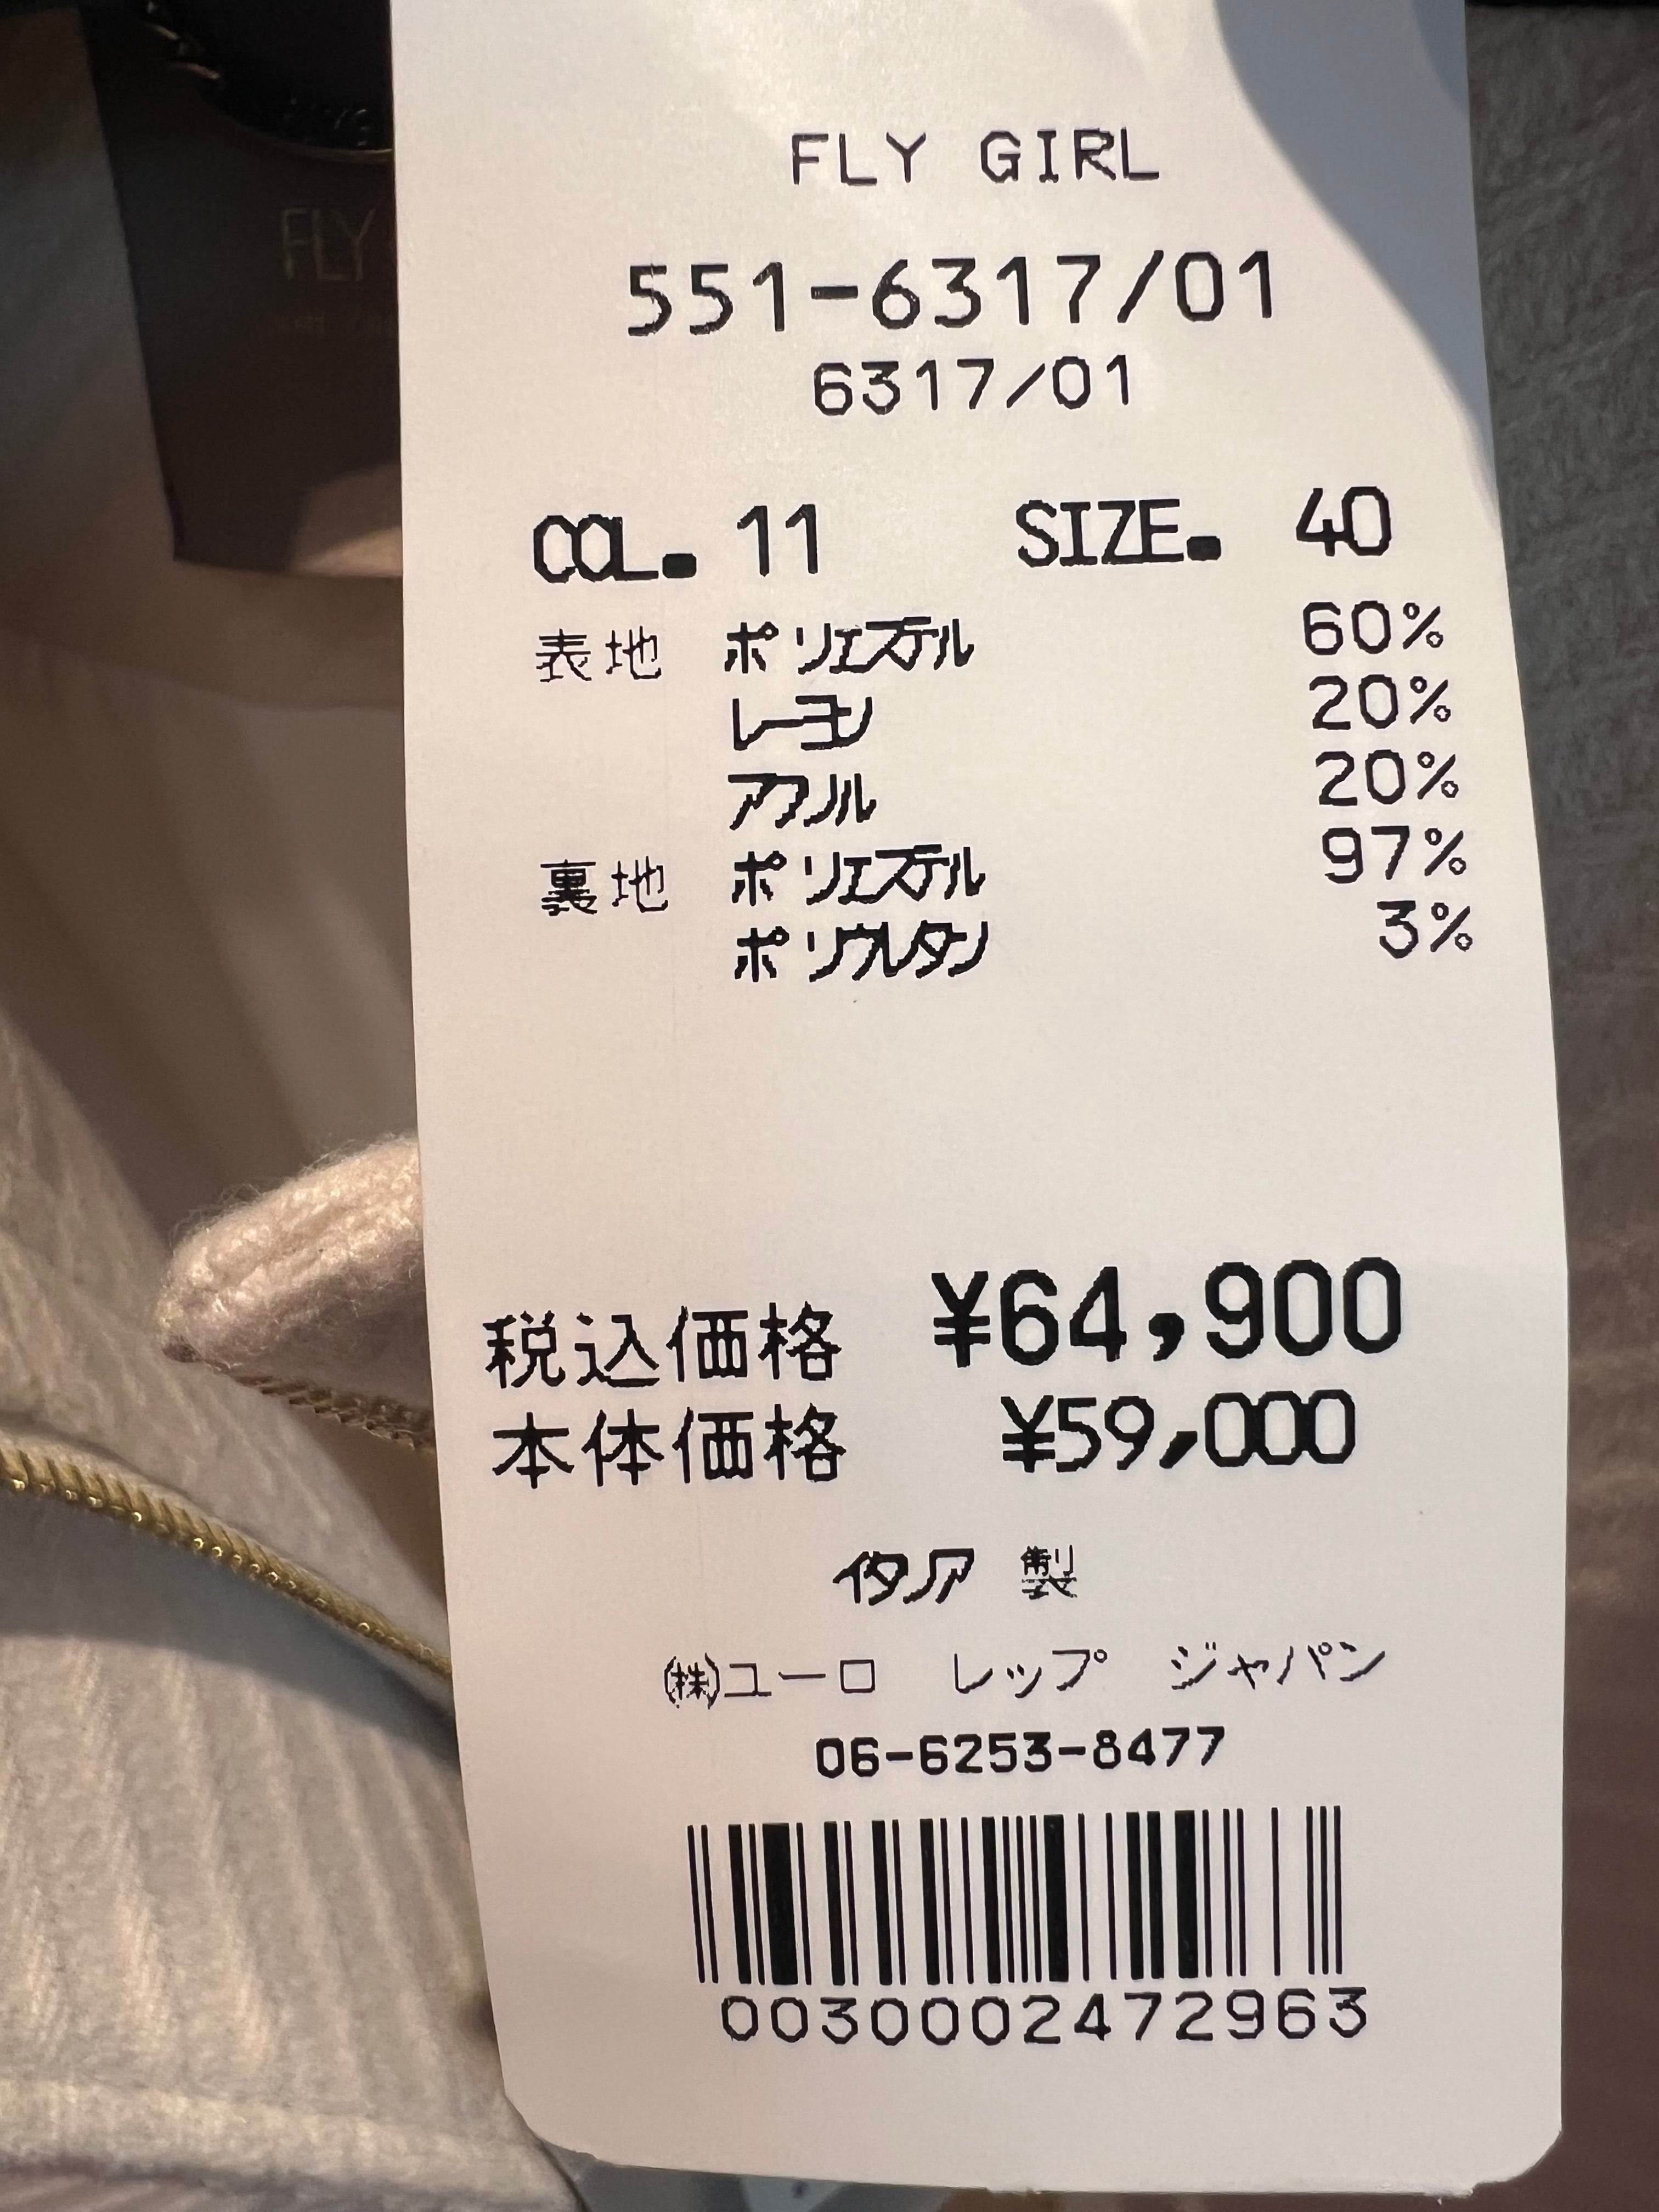 FLY GIRL
551-6317/01
6317/01
COL. 11 SIZE. 40
表地 ポリエステル 60%
レーヨン 20%
アクリル 20%
裏地 ポリエステル 97%
ポリウレタン 3%
税込価格 ¥64,900
本体価格 ¥59,000
イタリア 製
㈱ユーロ レップ ジャパン
06-6253-8477
0030002472963
FLY